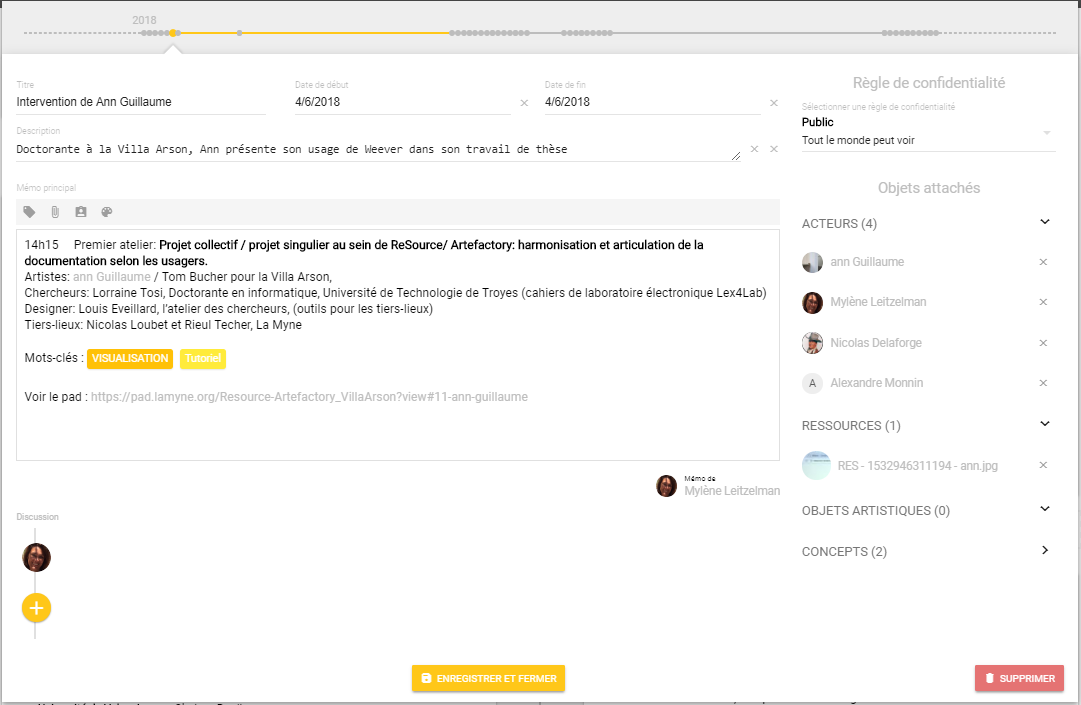 2018
Titre
Intervention de Ann Guillaume
Date de début
4/6/2018
Date de fin
4/6/2018
Description
Doctorante à la Villa Arson, Ann présente son usage de Weever dans son travail de thèse
Mémo principal
14h15 Premier atelier: Projet collectif / projet singulier au sein de ReSource/ Artefactory: harmonisation et articulation de la
documentation selon les usagers.
Artistes: ann Guillaume / Tom Bucher pour la Villa Arson,
Chercheurs: Lorraine Tosi, Doctorante en informatique, Université de Technologie de Troyes (cahiers de laboratoire électronique Lex4Lab)
Designer: Louis Eveillard, l'atelier des chercheurs, (outils pour les tiers-lieux)
Tiers-lieux: Nicolas Loubet et Rieul Techer, La Myne
Mots-clés : VISUALISATION Tutoriel
Voir le pad : https://pad.lamyne.org/Resource-Artefactory_VillaArson?view#11-ann-guillaume
Mémo de
Mylène Leitzelman
Discussion
ENREGISTRER ET FERMER
Règle de confidentialité
Sélectionner une règle de confidentialité
Public
Tout le monde peut voir
Objets attachés
ACTEURS (4)
ann Guillaume
Mylène Leitzelman
Nicolas Delaforge
A Alexandre Monnin
RESSOURCES (1)
RES - 1532946311194 - ann.jpg
OBJETS ARTISTIQUES (0)
CONCEPTS (2)
SUPPRIMER